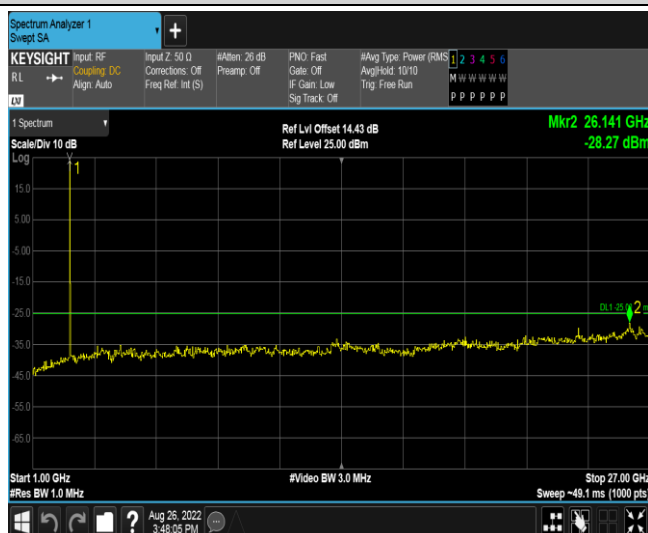 Spectrum Analyzer 1
Swept SA
+
KEYSIGHT
RL
Input: RF
Coupling: DC
Align: Auto
Input Z: 50 Ω
Corrections: Off
Freq Ref: Int (S)
#Atten: 26 dB
Preamp: Off
PNO: Fast
Gate: Off
IF Gain: Low
Sig Track: Off
#Avg Type: Power (RMS
Avg|Hold: 10/10
Trig: Free Run
1 2 3 4 5 6
M W W W W W
P P P P P P
LXI
1 Spectrum
Scale/Div 10 dB
Ref Lvl Offset 14.43 dB
Ref Level 25.00 dBm
Mkr2 26.141 GHz
-28.27 dBm
Log
1
15.0
5.00
-5.00
-15.0
-25.0
DL1 -25.0
2
-35.0
-45.0
-55.0
-65.0
Start 1.00 GHz
#Res BW 1.0 MHz
#Video BW 3.0 MHz
Stop 27.00 GHz
Sweep ~49.1 ms (1000 pts)
?
Aug 26, 2022
3:48:05 PM